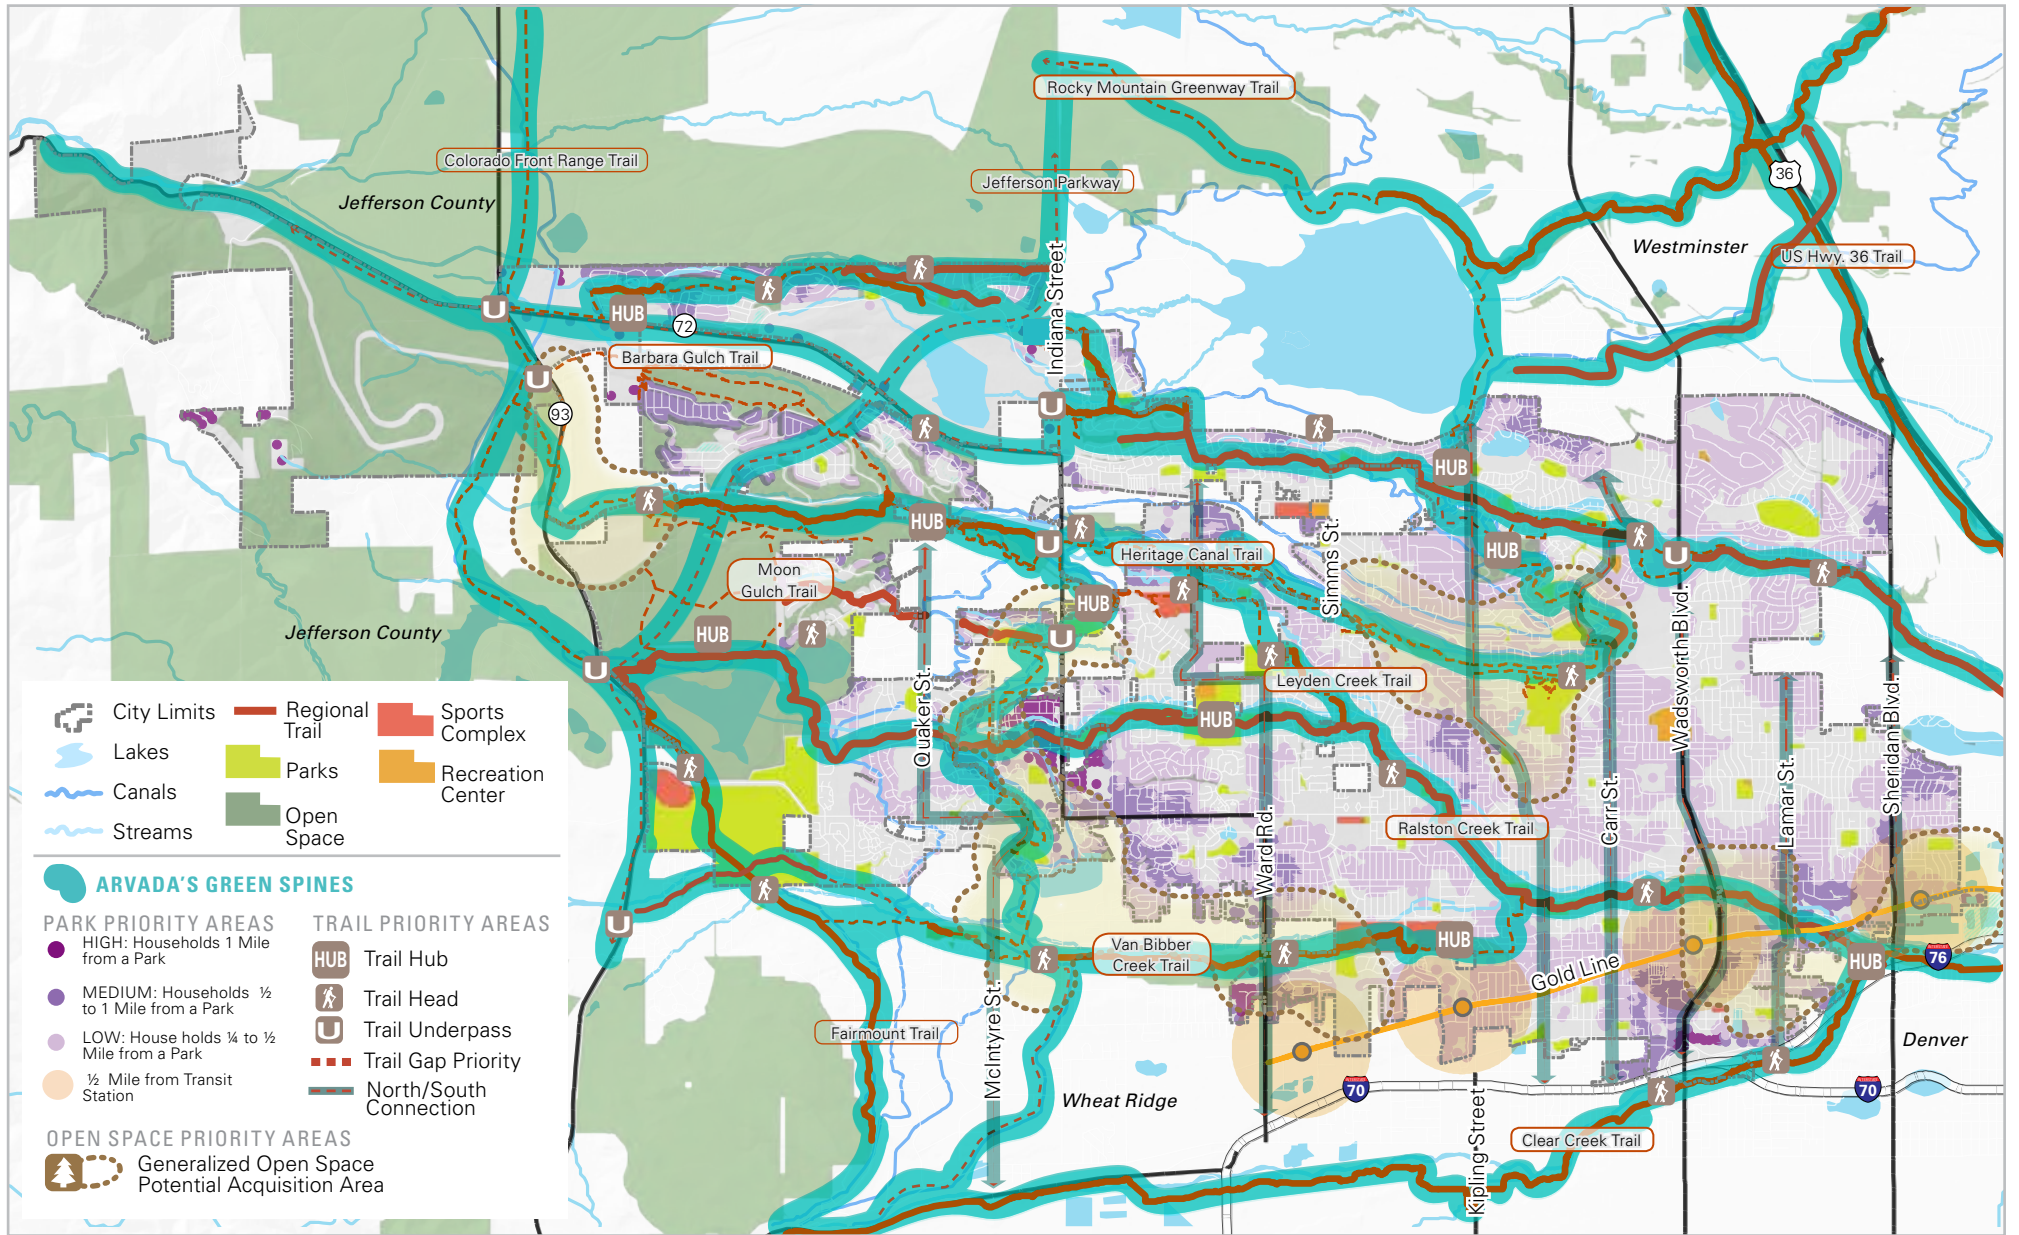 Rocky Mountain Greenway Trail
Colorado Front Range Trail
Jefferson Parkway
36
Jefferson County
Westminster
US Hwy. 36 Trail
Indiana Street
U
HUB
72
Barbara Gulch Trail
U
93
U
HUB
HUB
U
Heritage Canal Trail
Simms St.
HUB
U
Moon
Gulch Trail
HUB
Jefferson County
HUB
U
U
Leyden Creek Trail
Quaker St.
HUB
Wadsworth Blvd.
Sheridan Blvd.
Lamar St.
Carr St.
Ward Rd.
Ralston Creek Trail
U
Van Bibber
Creek Trail
HUB
Gold Line
HUB
76
McIntyre St.
Fairmount Trail
Denver
Wheat Ridge
70
70
Kipling Street
Clear Creek Trail
City Limits
Lakes
Canals
Streams
Regional
Trail
Parks
Open
Space
Sports
Complex
Recreation
Center
ARVADA'S GREEN SPINES
PARK PRIORITY AREAS
HIGH: Households 1 Mile
from a Park
MEDIUM: Households ½
to 1 Mile from a Park
LOW: House holds ¼ to ½
Mile from a Park
½ Mile from Transit
Station
TRAIL PRIORITY AREAS
HUB Trail Hub
Trail Head
U Trail Underpass
Trail Gap Priority
North/South
Connection
OPEN SPACE PRIORITY AREAS
Generalized Open Space
Potential Acquisition Area